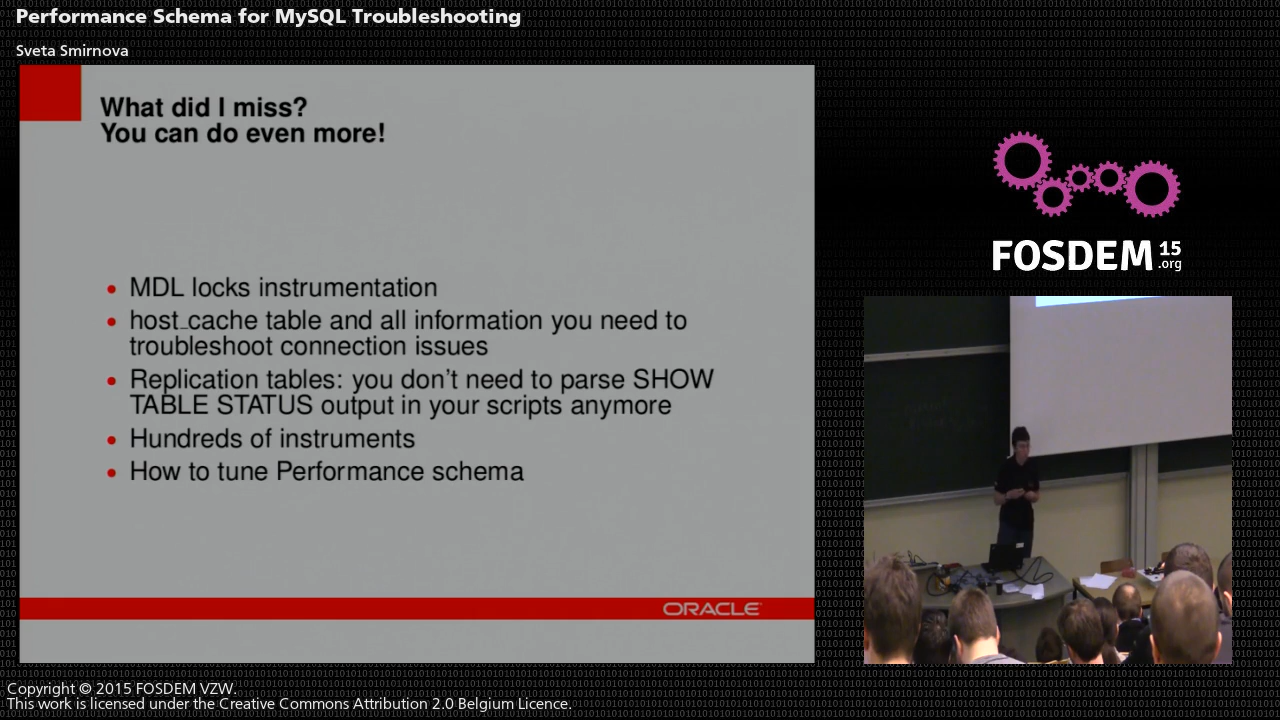 Performance Schema for MySQL Troubleshooting
Sveta Smirnova
What did I miss?
You can do even more!
MDL locks instrumentation
host_cache table and all information you need to
troubleshoot connection issues
Replication tables: you don't need to parse SHOW
TABLE STATUS output in your scripts anymore
Hundreds of instruments
How to tune Performance schema
ORACLE
FOSDEM 15
.org
Copyright © 2015 FOSDEM VZW.
This work is licensed under the Creative Commons Attribution 2.0 Belgium Licence.